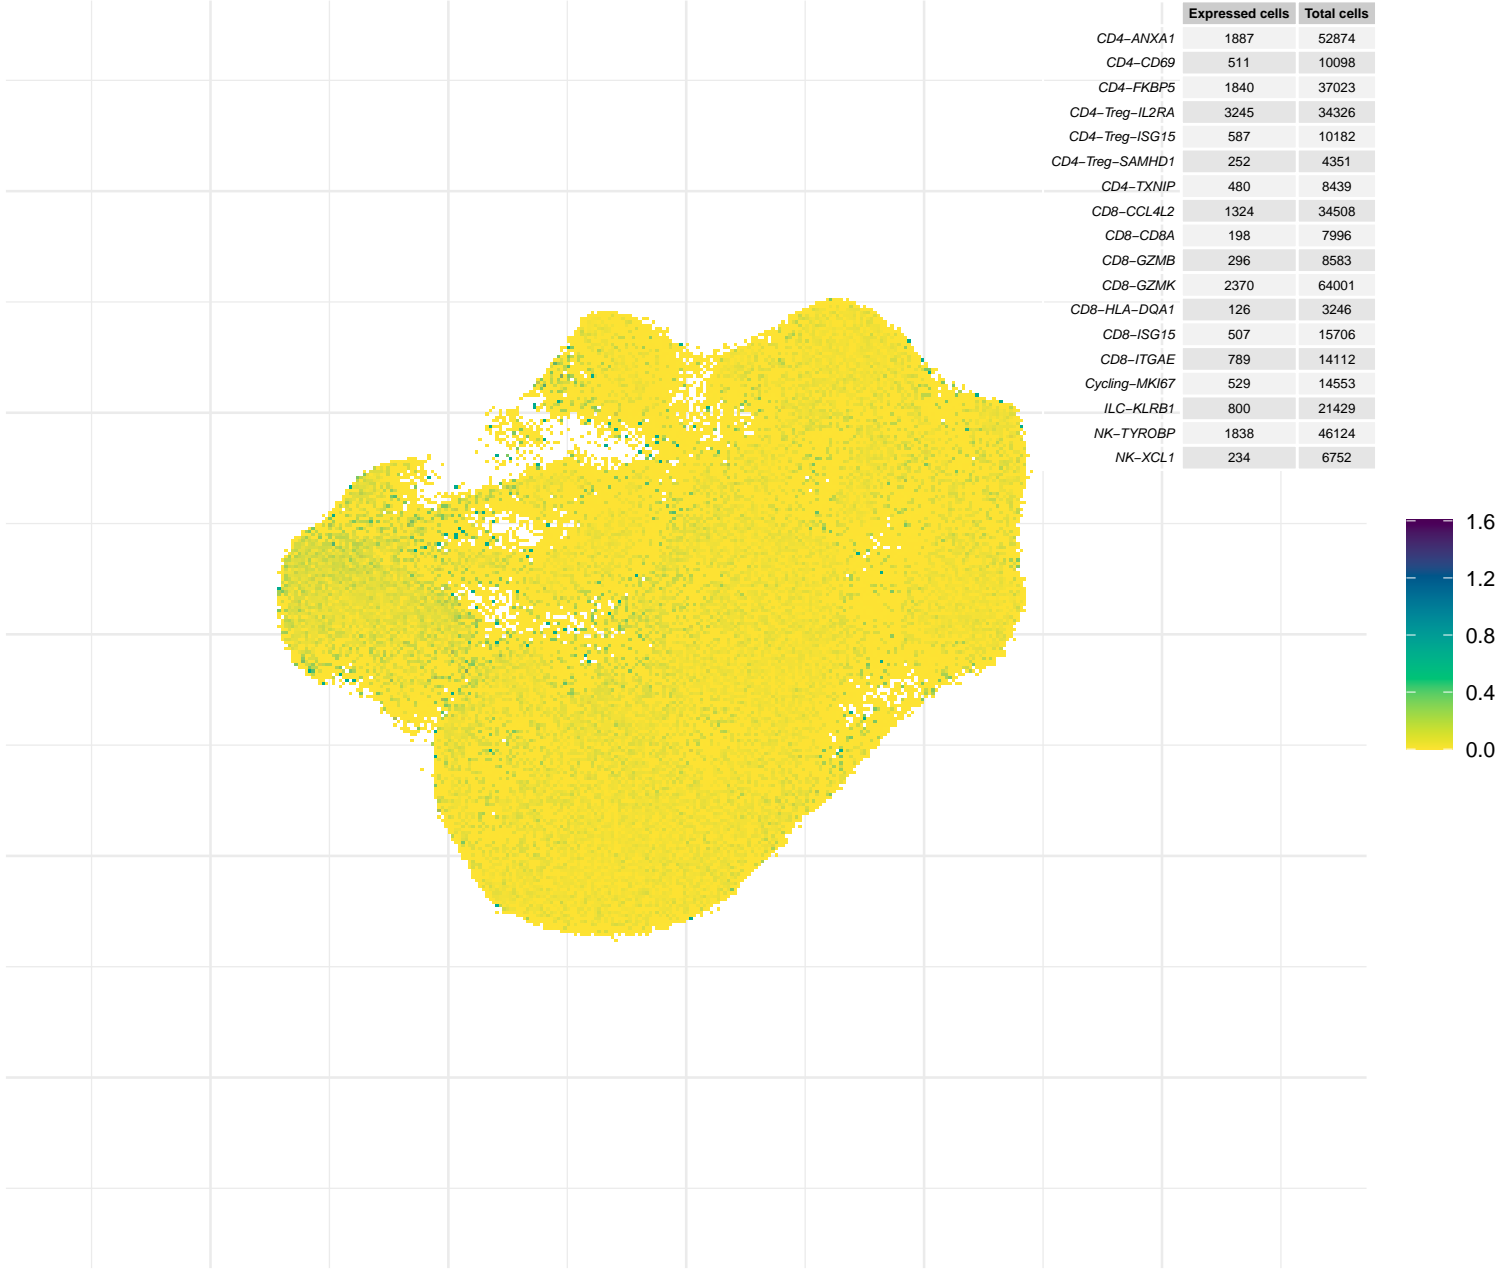 Expressed cells Total cells
CD4−ANXA1 1887 52874
CD4−CD69 511 10098
CD4−FKBP5 1840 37023
CD4−Treg−IL2RA 3245 34326
CD4−Treg−ISG15 587 10182
CD4−Treg−SAMHD1 252 4351
CD4−TXNIP 480 8439
CD8−CCL4L2 1324 34508
CD8−CD8A 198 7996
CD8−GZMB 296 8583
CD8−GZMK 2370 64001
CD8−HLA−DQA1 126 3246
CD8−ISG15 507 15706
CD8−ITGAE 789 14112
Cycling−MKI67 529 14553
ILC−KLRB1 800 21429
NK−TYROBP 1838 46124
NK−XCL1 234 6752
1.6
1.2
0.8
0.4
0.0